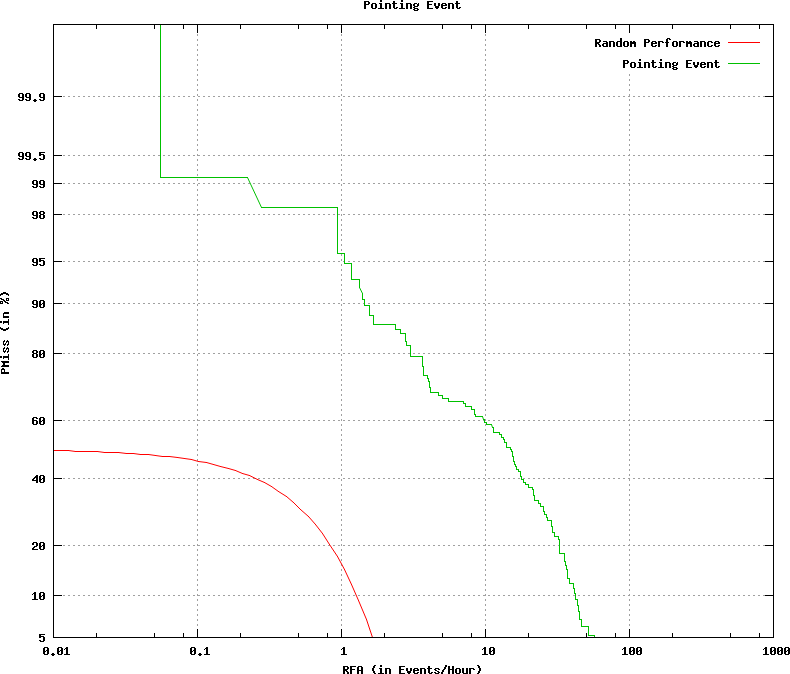 Pointing Event
Random Performance
Pointing Event
99.9
99.5
99
98
95
90
80
60
40
20
10
5
PMiss (in %)
0.01 0.1 1 10 100 1000
RFA (in Events/Hour)